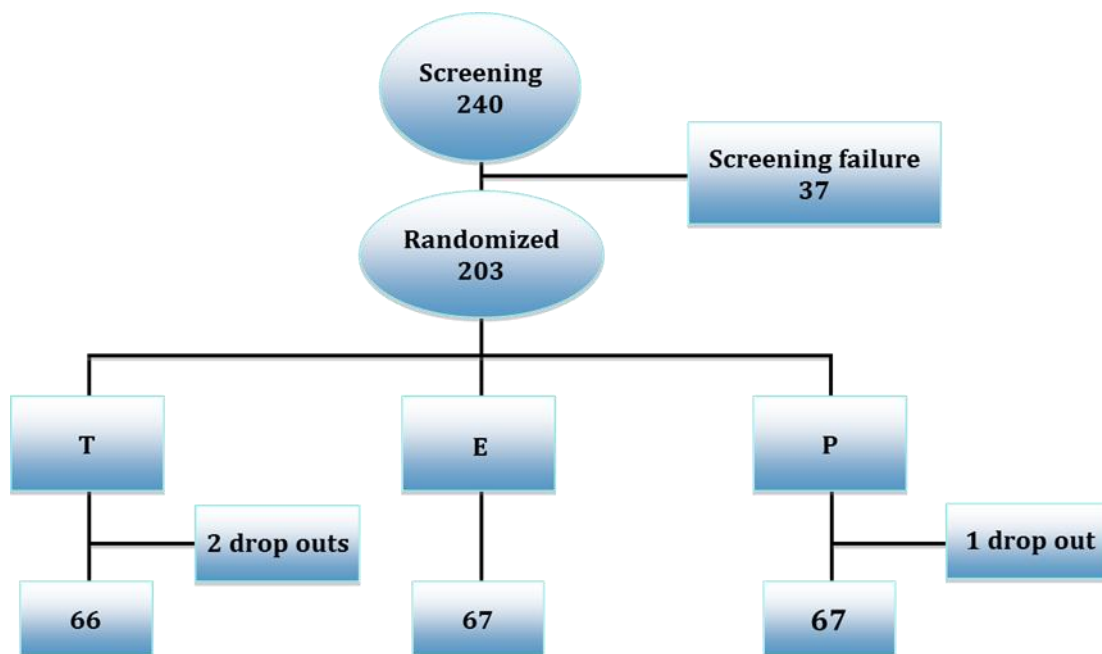 Screening
240
Screening failure
37
Randomized
203
T
E
P
2 drop outs
1 drop out
66
67
67